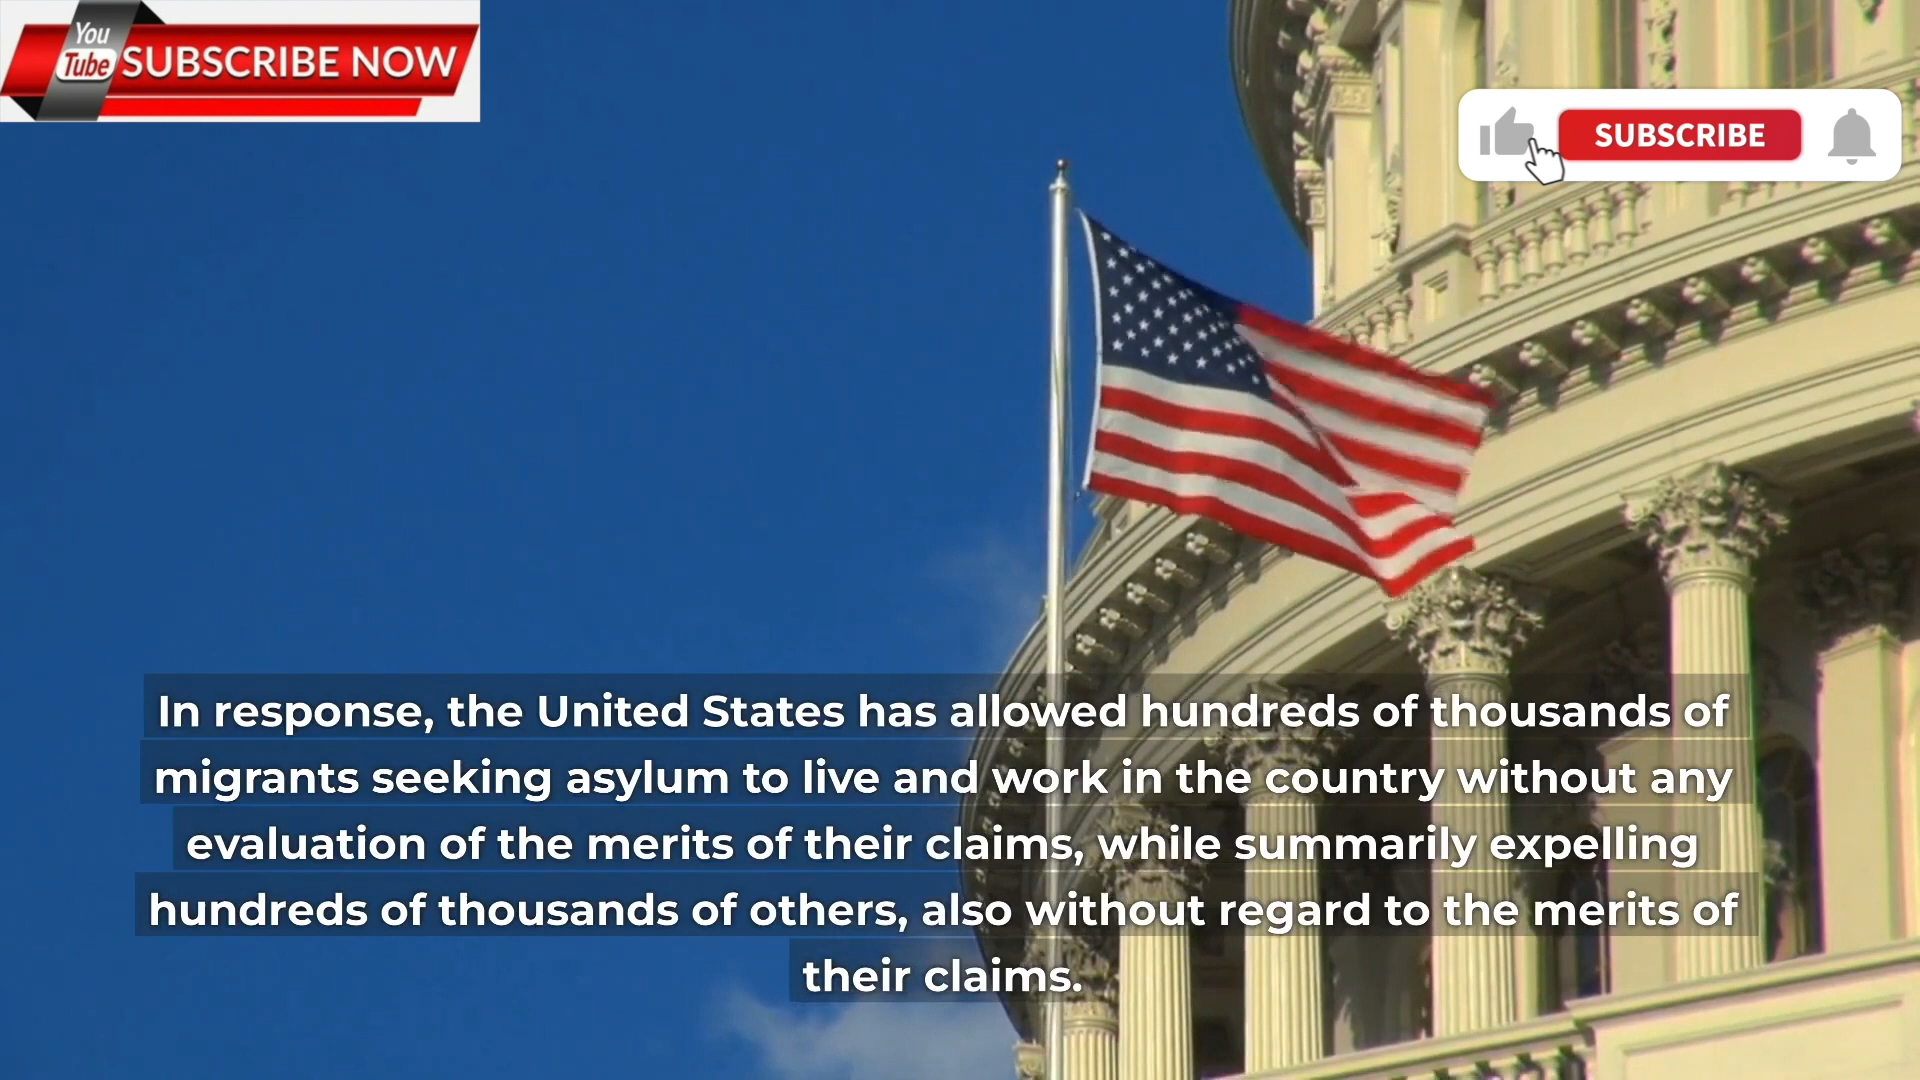 You
Tube
SUBSCRIBE NOW
SUBSCRIBE
In response, the United States has allowed hundreds of thousands of
migrants seeking asylum to live and work in the country without any
evaluation of the merits of their claims, while summarily expelling
hundreds of thousands of others, also without regard to the merits of
their claims.